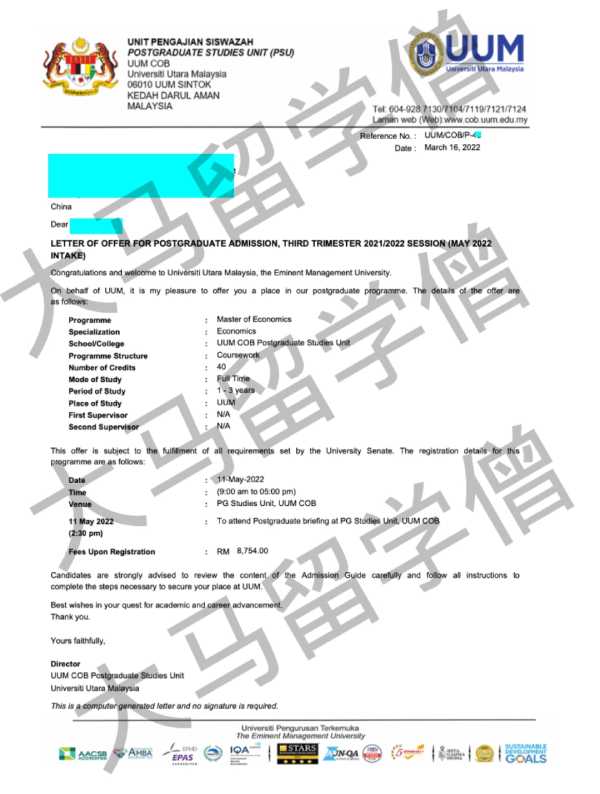 UNIT PENGAJIAN SISWAZAH
POSTGRADUATE STUDIES UNIT (PSU)
UUM COB
Universiti Utara Malaysia
06010 UUM SINTOK
KEDAH DARUL AMAN
MALAYSIA
UUM
Universiti Utara Malaysia
Tel: 604-928 7130/7104/7119/7121/7124
Laman web (Web):www.cob.uum.edu.my
Reference No. : UUM/COB/P-
Date : March 16, 2022
China
Dear
LETTER OF OFFER FOR POSTGRADUATE ADMISSION, THIRD TRIMESTER 2021/2022 SESSION (MAY 2022
INTAKE)
Congratulations and welcome to Universiti Utara Malaysia, the Eminent Management University.
On behalf of UUM, it is my pleasure to offer you a place in our postgraduate programme. The details of the offer are
as follows:
Programme : Master of Economics
Specialization : Economics
School/College : UUM COB Postgraduate Studies Unit
Programme Structure : Coursework
Number of Credits : 40
Mode of Study : Full Time
Period of Study : 1 - 3 years
Place of Study : UUM
First Supervisor : N/A
Second Supervisor : N/A
This offer is subject to the fulfillment of all requirements set by the University Senate. The registration details for this
programme are as follows:
Date : 11-May-2022
Time : (9:00 am to 05:00 pm)
Venue : PG Studies Unit, UUM COB
11 May 2022 : To attend Postgraduate briefing at PG Studies Unit, UUM COB
(2:30 pm)
Fees Upon Registration : RM 8,754.00
Candidates are strongly advised to review the content of the Admission Guide carefully and follow all instructions to
complete the steps necessary to secure your place at UUM.
Best wishes in your quest for academic and career advancement.
Thank you.
Yours faithfully,
Director
UUM COB Postgraduate Studies Unit
Universiti Utara Malaysia
This is a computer generated letter and no signature is required.
Universiti Pengurusan Terkemuka
The Eminent Management University
AACSB
AMBA
EFMD
EPAS
IQA
STARS
UN-QA
SUSTAINABLE
DEVELOPMENT
GOALS
大马留学僧
大马留学僧
大马留学僧